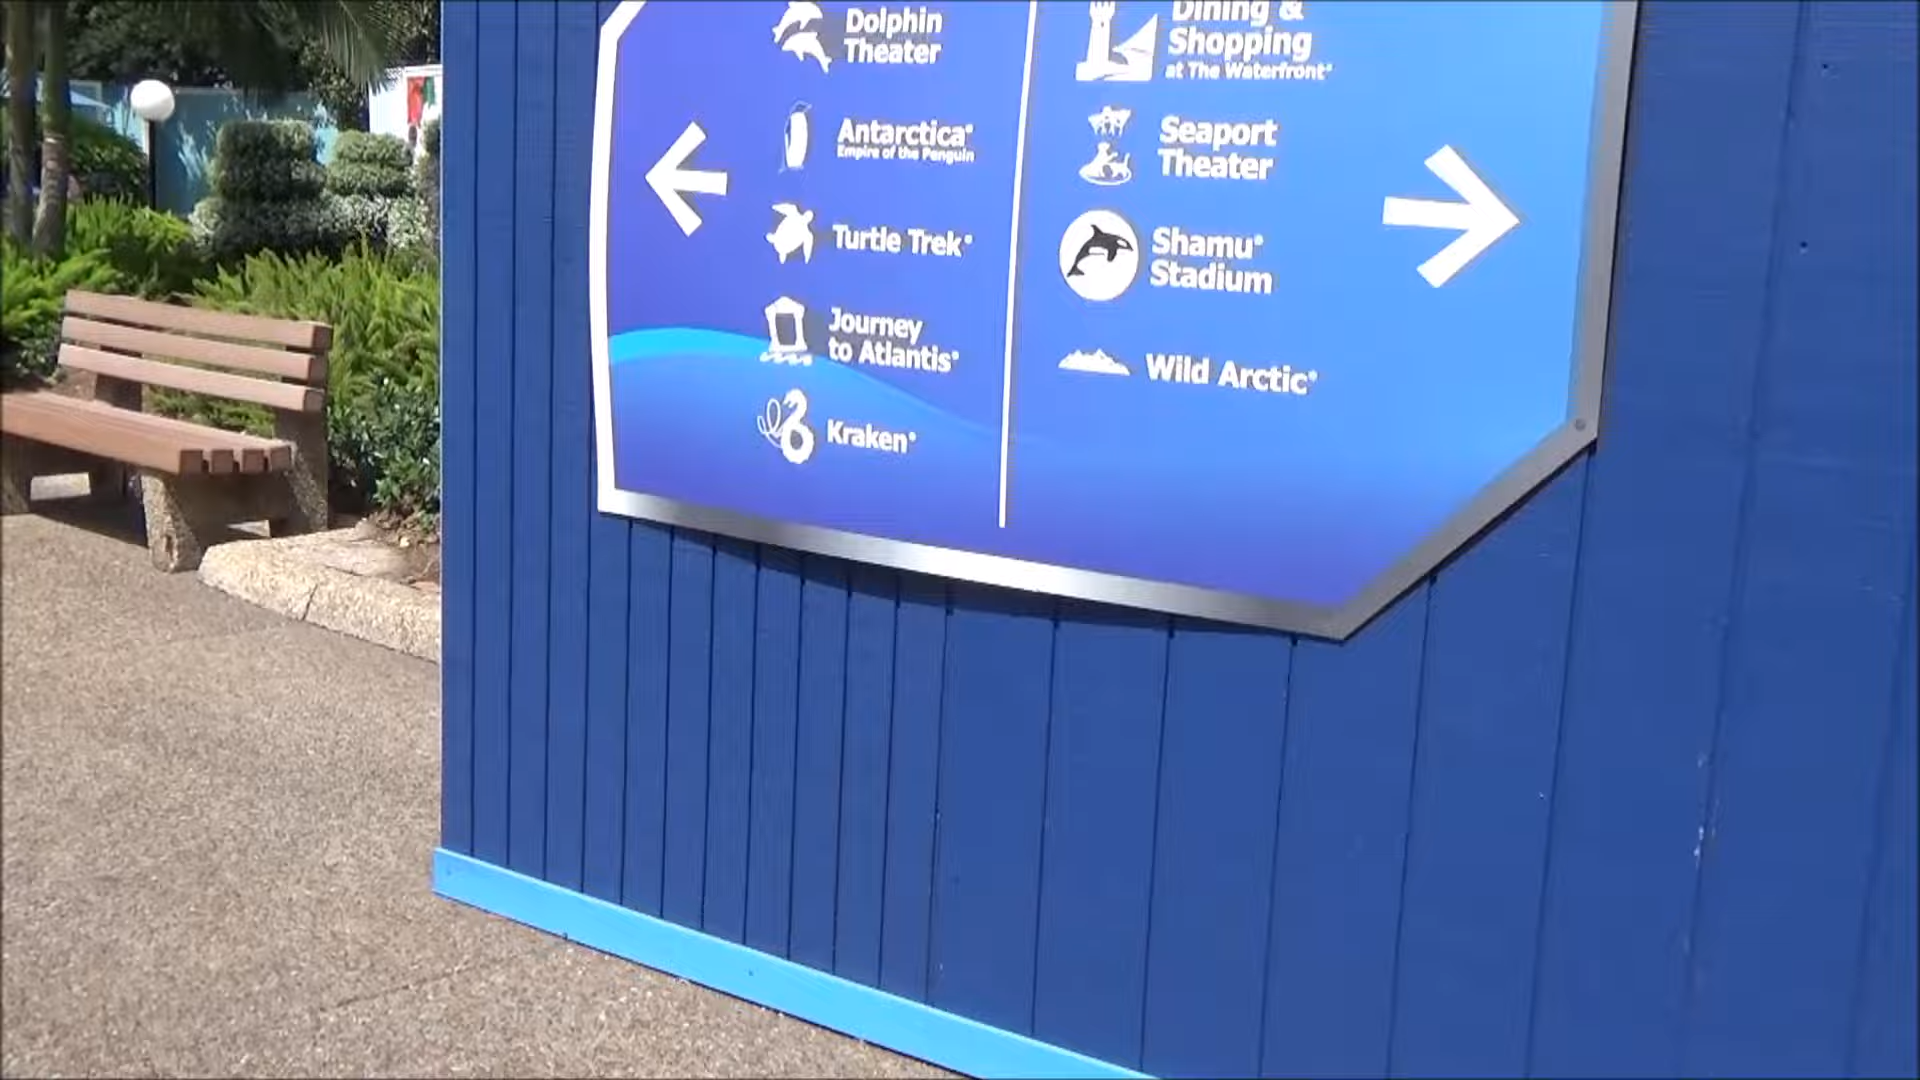 Dolphin
Theater
Antarctica®
Empire of the Penguin
Turtle Trek®
Journey
to Atlantis®
Kraken®
Dining &
Shopping
at The Waterfront®
Seaport
Theater
Shamu®
Stadium
Wild Arctic®